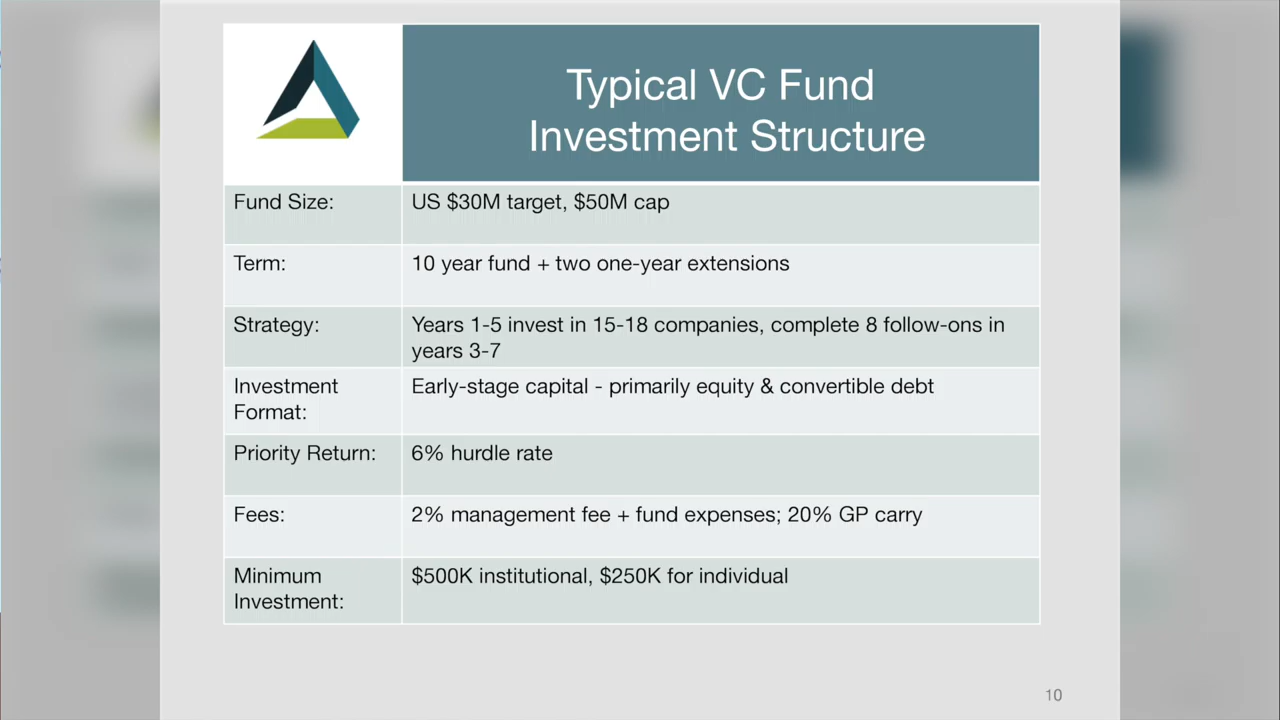 Typical VC Fund
Investment Structure
Fund Size:
US $30M target, $50M cap
Term:
10 year fund + two one-year extensions
Strategy:
Years 1-5 invest in 15-18 companies, complete 8 follow-ons in
years 3-7
Investment
Format:
Early-stage capital - primarily equity & convertible debt
Priority Return:
6% hurdle rate
Fees:
2% management fee + fund expenses; 20% GP carry
Minimum
Investment:
$500K institutional, $250K for individual
10